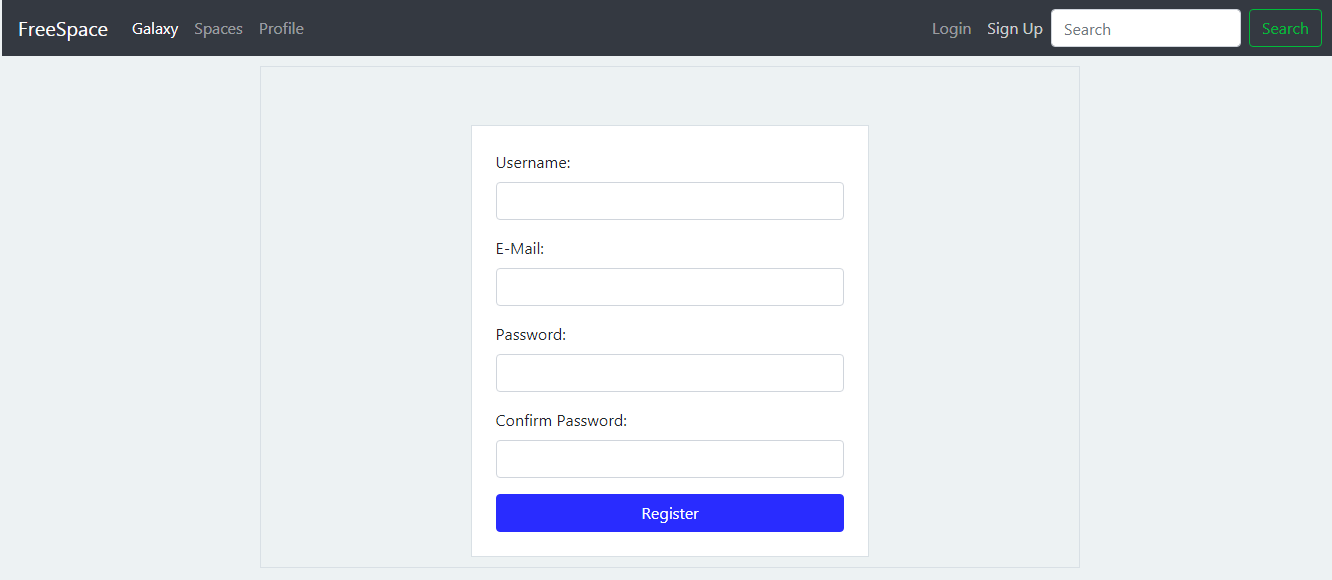 FreeSpace Galaxy Spaces Profile Login Sign Up Search Search
Username:
E-Mail:
Password:
Confirm Password:
Register